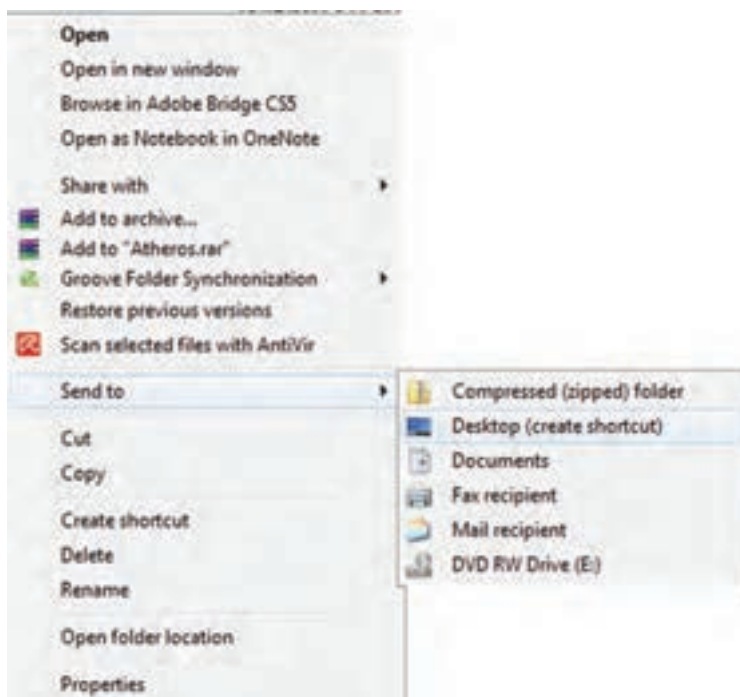 Open
Open in new window
Browse in Adobe Bridge CS5
Open as Notebook in OneNote
Share with
Add to archive...
Add to "Atheros.rar"
Groove Folder Synchronization
Restore previous versions
Scan selected files with AntiVir
Send to
Cut
Copy
Create shortcut
Delete
Rename
Open folder location
Properties
Compressed (zipped) folder
Desktop (create shortcut)
Documents
Fax recipient
Mail recipient
DVD RW Drive (E:)